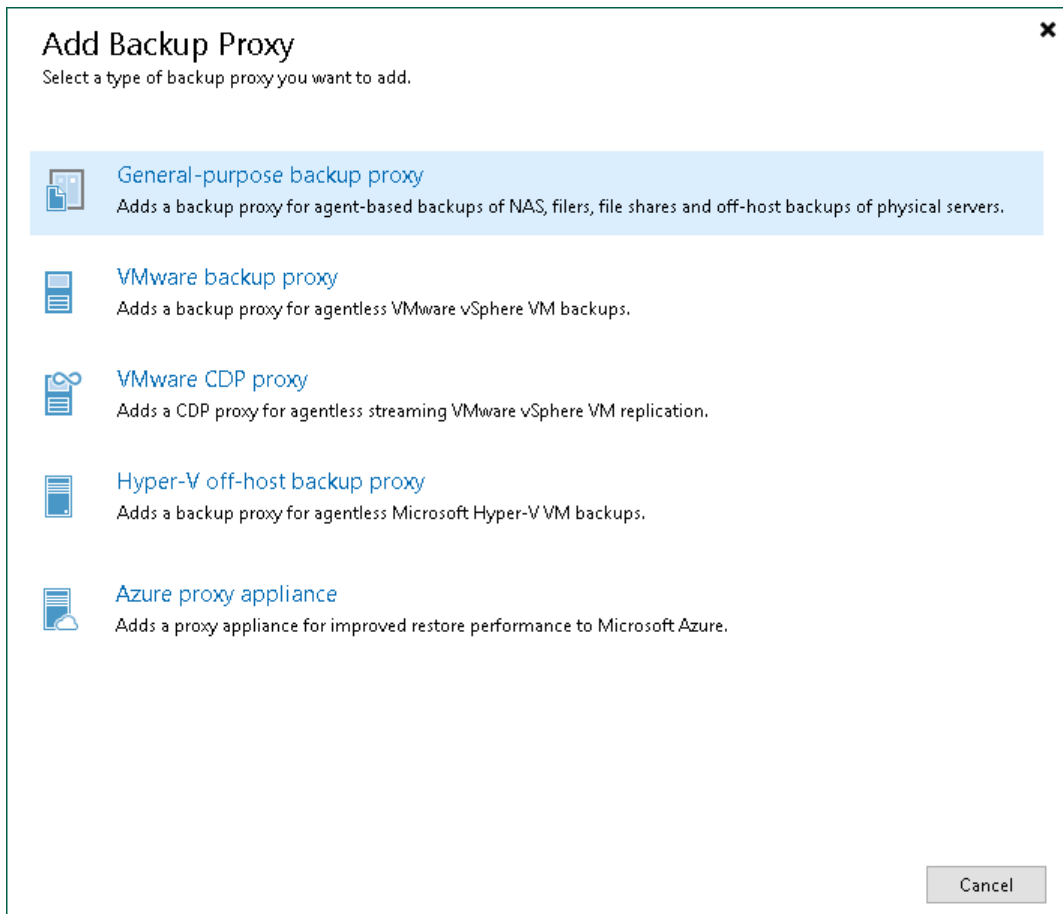 Add Backup Proxy
Select a type of backup proxy you want to add.
General-purpose backup proxy
Adds a backup proxy for agent-based backups of NAS, filers, file shares and off-host backups of physical servers.
VMware backup proxy
Adds a backup proxy for agentless VMware vSphere VM backups.
VMware CDP proxy
Adds a CDP proxy for agentless streaming VMware vSphere VM replication.
Hyper-V off-host backup proxy
Adds a backup proxy for agentless Microsoft Hyper-V VM backups.
Azure proxy appliance
Adds a proxy appliance for improved restore performance to Microsoft Azure.
Cancel